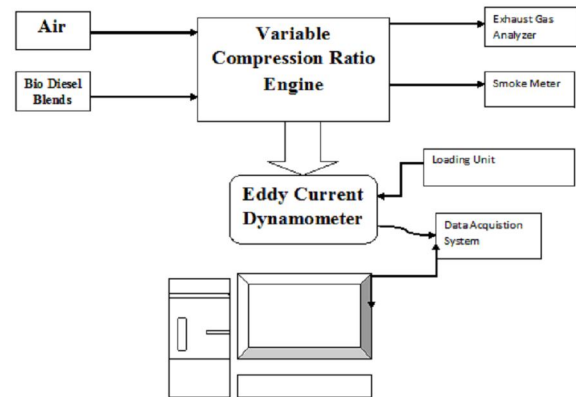 Air
Variable
Compression Ratio
Engine
Exhaust Gas
Analyzer
Bio Diesel
Blends
Smoke Meter
Eddy Current
Dynamometer
Loading Unit
Data Acquistion
System